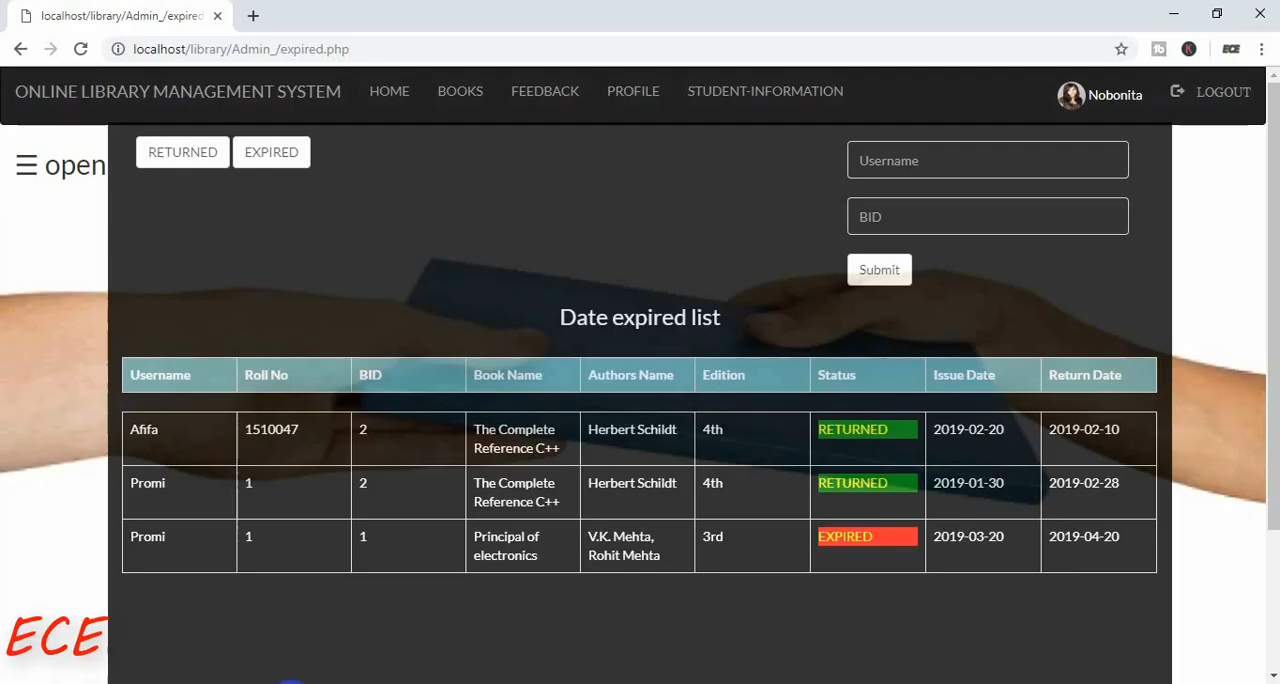 localhost/library/Admin_/expired
localhost/library/Admin_/expired.php
ECE
ONLINE LIBRARY MANAGEMENT SYSTEM HOME BOOKS FEEDBACK PROFILE STUDENT-INFORMATION Nobonita LOGOUT
☰ open
RETURNED EXPIRED
Username
BID
Submit
Date expired list
Username Roll No BID Book Name Authors Name Edition Status Issue Date Return Date
Afifa 1510047 2 The Complete Herbert Schildt 4th RETURNED 2019-02-20 2019-02-10
Reference C++
Promi 1 2 The Complete Herbert Schildt 4th RETURNED 2019-01-30 2019-02-28
Reference C++
Promi 1 1 Principal of V.K. Mehta, 3rd EXPIRED 2019-03-20 2019-04-20
electronics Rohit Mehta
ECE